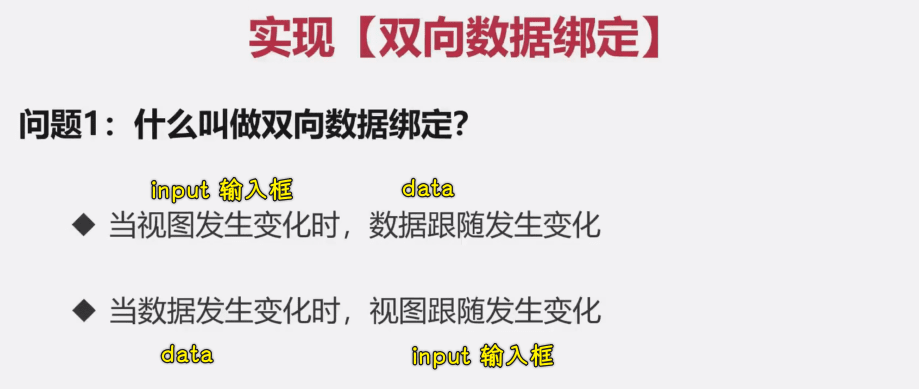 实现【双向数据绑定】
问题1：什么叫做双向数据绑定？
input 输入框 data
◆ 当视图发生变化时，数据跟随发生变化
◆ 当数据发生变化时，视图跟随发生变化
data input 输入框